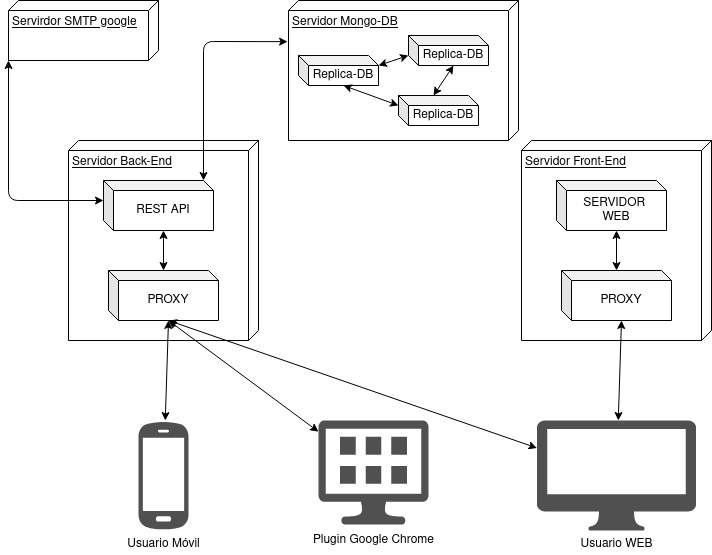 Servirdor SMTP google
Servidor Mongo-DB
Replica-DB
Replica-DB
Replica-DB
Servidor Back-End
REST API
PROXY
Servidor Front-End
SERVIDOR
WEB
PROXY
Usuario Móvil
Plugin Google Chrome
Usuario WEB